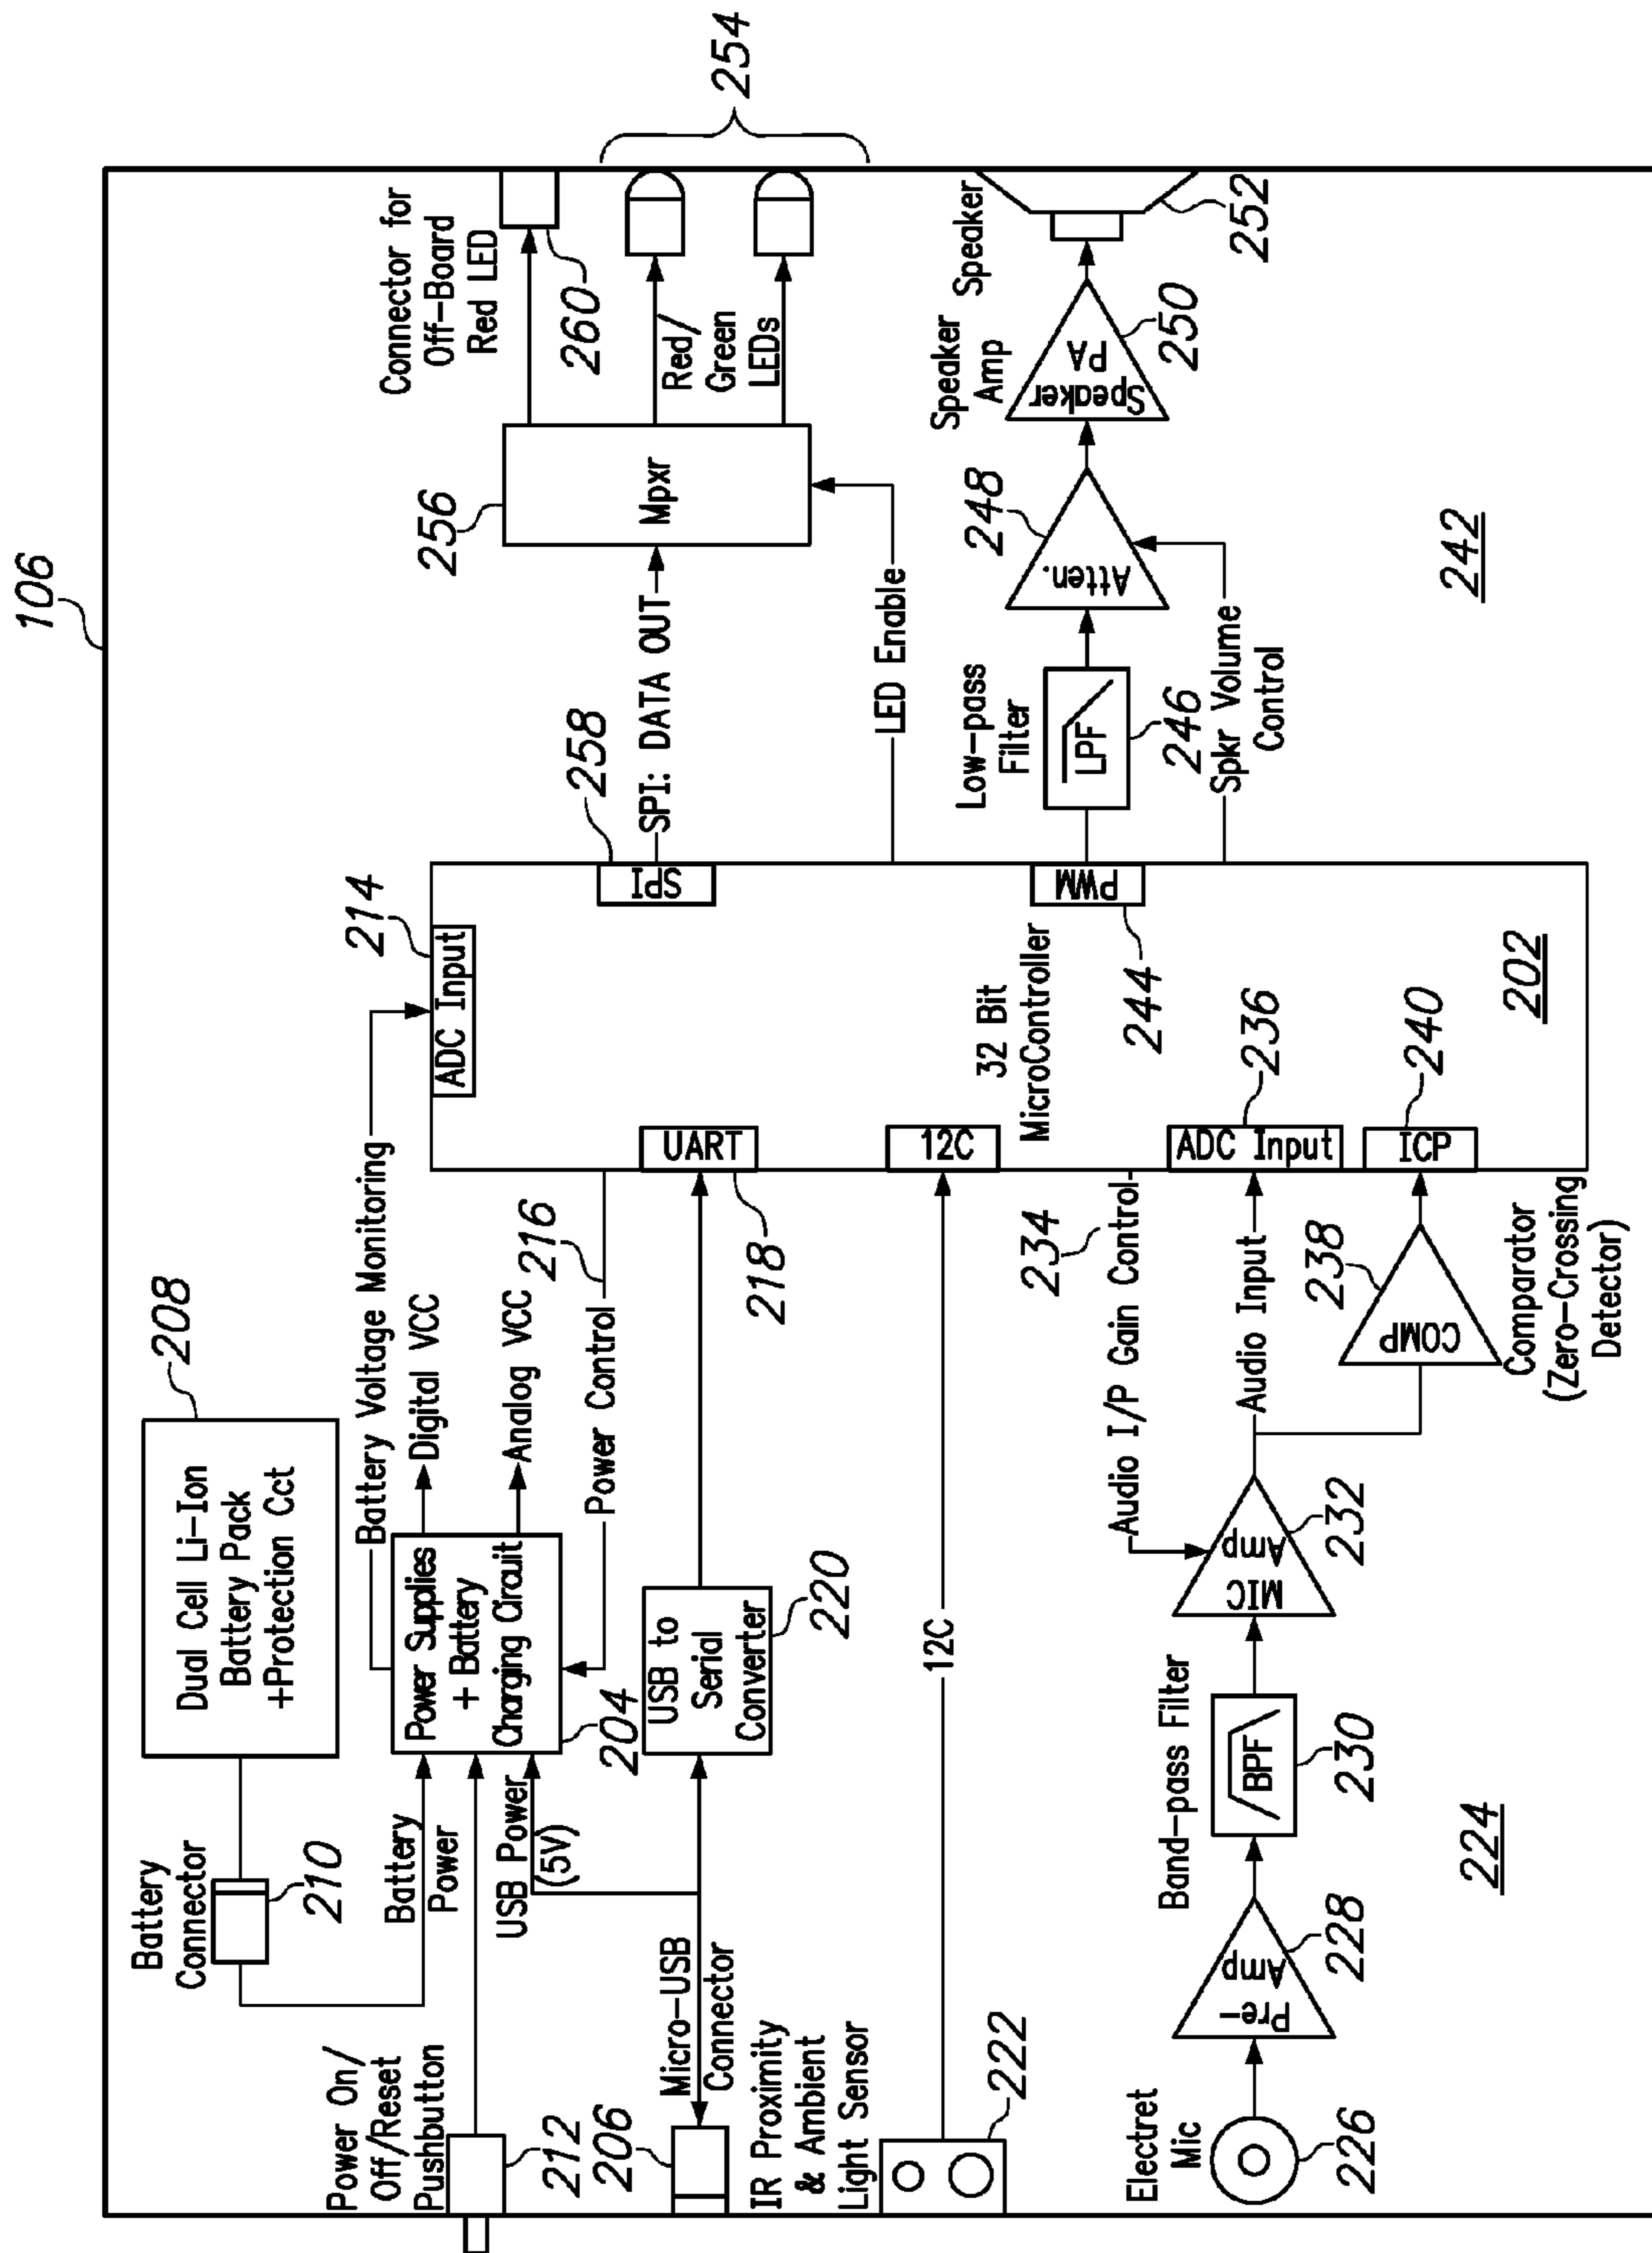 106
Dual Cell Li-Ion
Battery Pack
+Protection Cct
208
Battery
Connector
210
Battery Voltage Monitoring
214
ADC Input
Connector for
Off-Board
Red LED
260
Power On/
Off/Reset
Pushbutton
212
Battery
Power
Power Supplies
+ Battery
Charging Circuit
204
Digital VCC
Analog VCC
216
Power Control
USB Power
(5V)
Micro-USB
Connector
206
USB to
Serial
Converter
220
UART
218
SPI
258
SPI: DATA OUT
256
Mpxr
Red/
Green
LEDs
254
LED Enable
IR Proximity
& Ambient
Light Sensor
222
12C
12C
32 Bit
MicroController
202
PWM
244
Low-pass
Filter
LPF
246
248
Atten.
Spkr Volume
Control
Speaker
Amp
Speaker
PA
250
Speaker
252
242
Electret
Mic
226
Pre-
Amp
228
Band-pass Filter
BPF
230
MIC
Amp
232
Audio I/P Gain Control
234
Audio Input
ADC Input
236
COMP
238
Comparator
(Zero-Crossing
Detector)
ICP
240
224